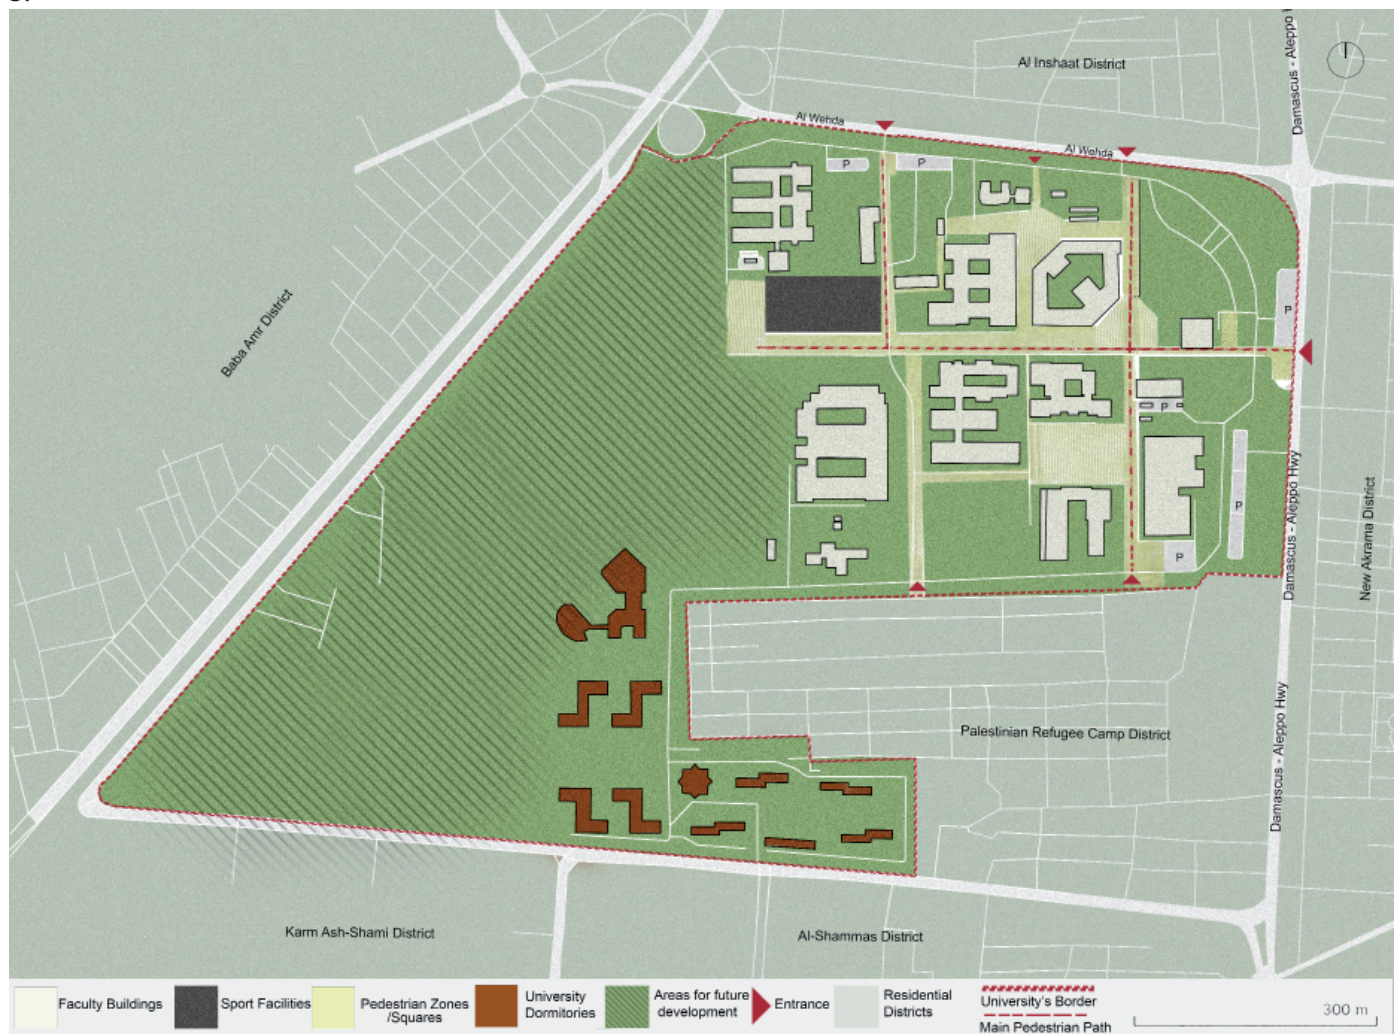 Al Inshaat District
Damascus - Aleppo
Al Wehda
Al Wehda
P
P
Baba Amr District
P
P
New Akrama District
Damascus - Aleppo Hwy
P
P
Palestinian Refugee Camp District
Damascus - Aleppo Hwy
Karm Ash-Shami District
Al-Shammas District
Faculty Buildings
Sport Facilities
Pedestrian Zones
/Squares
University
Dormitories
Areas for future
development
Entrance
Residential
Districts
University's Border
Main Pedestrian Path
300 m